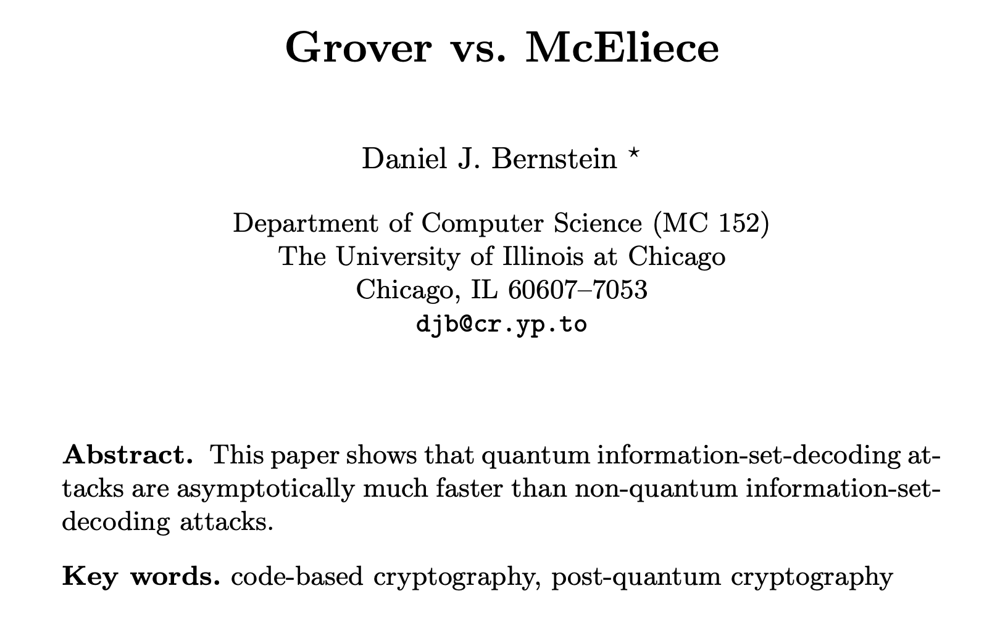 Grover vs. McEliece
Daniel J. Bernstein ⋆
Department of Computer Science (MC 152)
The University of Illinois at Chicago
Chicago, IL 60607–7053
djb@cr.yp.to
Abstract. This paper shows that quantum information-set-decoding at-
tacks are asymptotically much faster than non-quantum information-set-
decoding attacks.
Key words. code-based cryptography, post-quantum cryptography